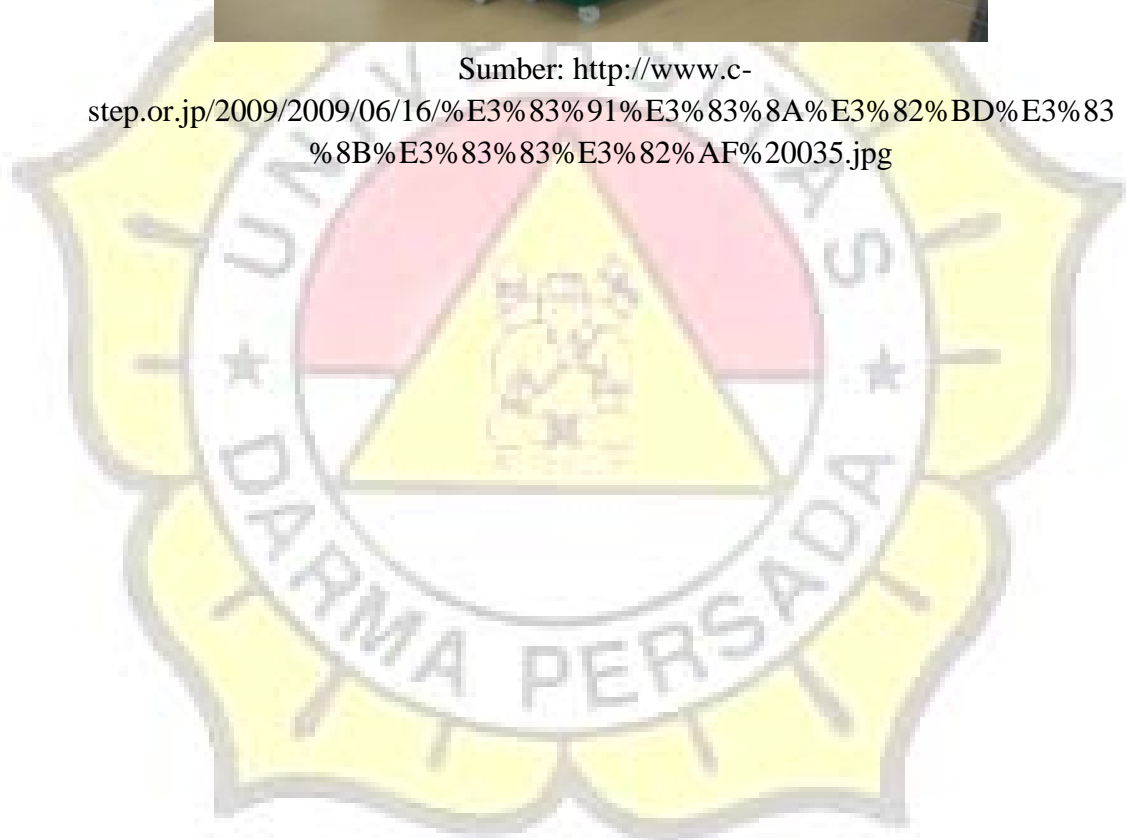 Sumber: http://www.c-
step.or.jp/2009/2009/06/16/%E3%83%91%E3%83%8A%E3%82%BD%E3%83
%8B%E3%83%83%E3%82%AF%20035.jpg
UNIVERSITAS
DARMA PERSADA